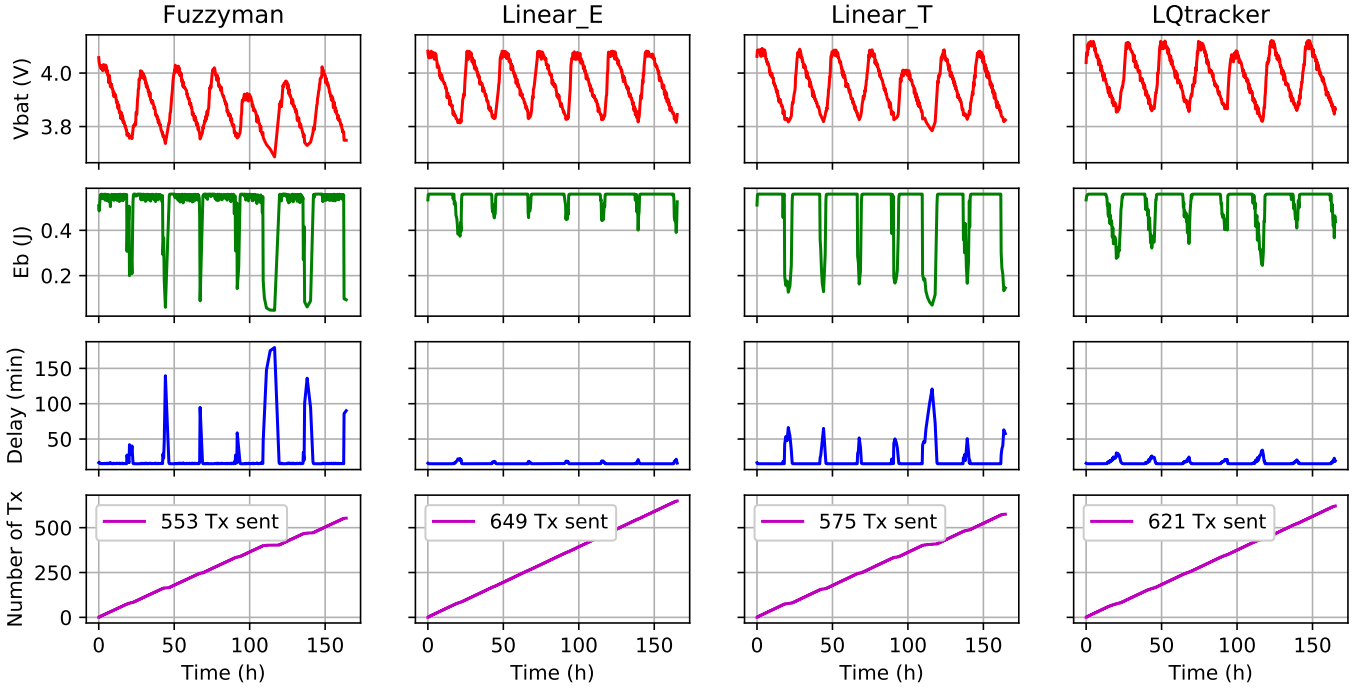 Fuzzyman Linear_E Linear_T LQtracker
Vbat (V)
4.0
3.8
Eb (J)
0.4
0.2
Delay (min)
150
100
50
Number of Tx
500
250
0
553 Tx sent 649 Tx sent 575 Tx sent 621 Tx sent
0 50 100 150 0 50 100 150 0 50 100 150 0 50 100 150
Time (h) Time (h) Time (h) Time (h)